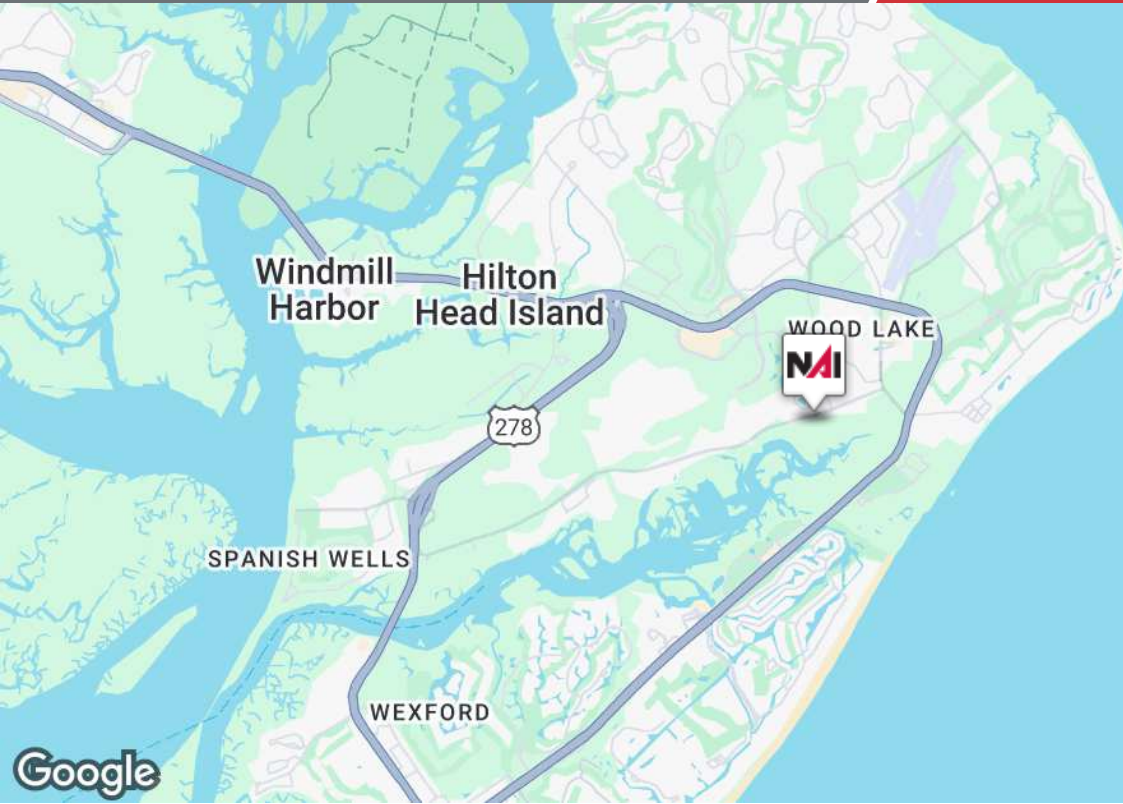 Windmill
Harbor
Hilton
Head Island
WOOD LAKE
NAI
278
SPANISH WELLS
WEXFORD
Google